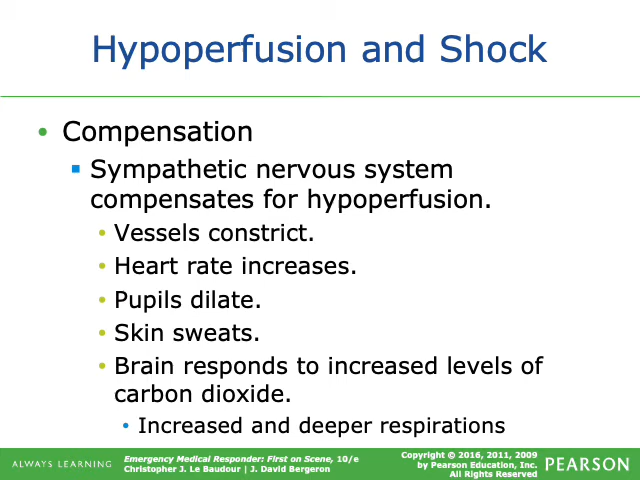 Hypoperfusion and Shock
• Compensation
▪ Sympathetic nervous system
compensates for hypoperfusion.
• Vessels constrict.
• Heart rate increases.
• Pupils dilate.
• Skin sweats.
• Brain responds to increased levels of
carbon dioxide.
• Increased and deeper respirations
ALWAYS LEARNING
Emergency Medical Responder: First on Scene, 10/e
Christopher J. Le Baudour | J. David Bergeron
Copyright © 2016, 2011, 2009
by Pearson Education, Inc.
All Rights Reserved
PEARSON